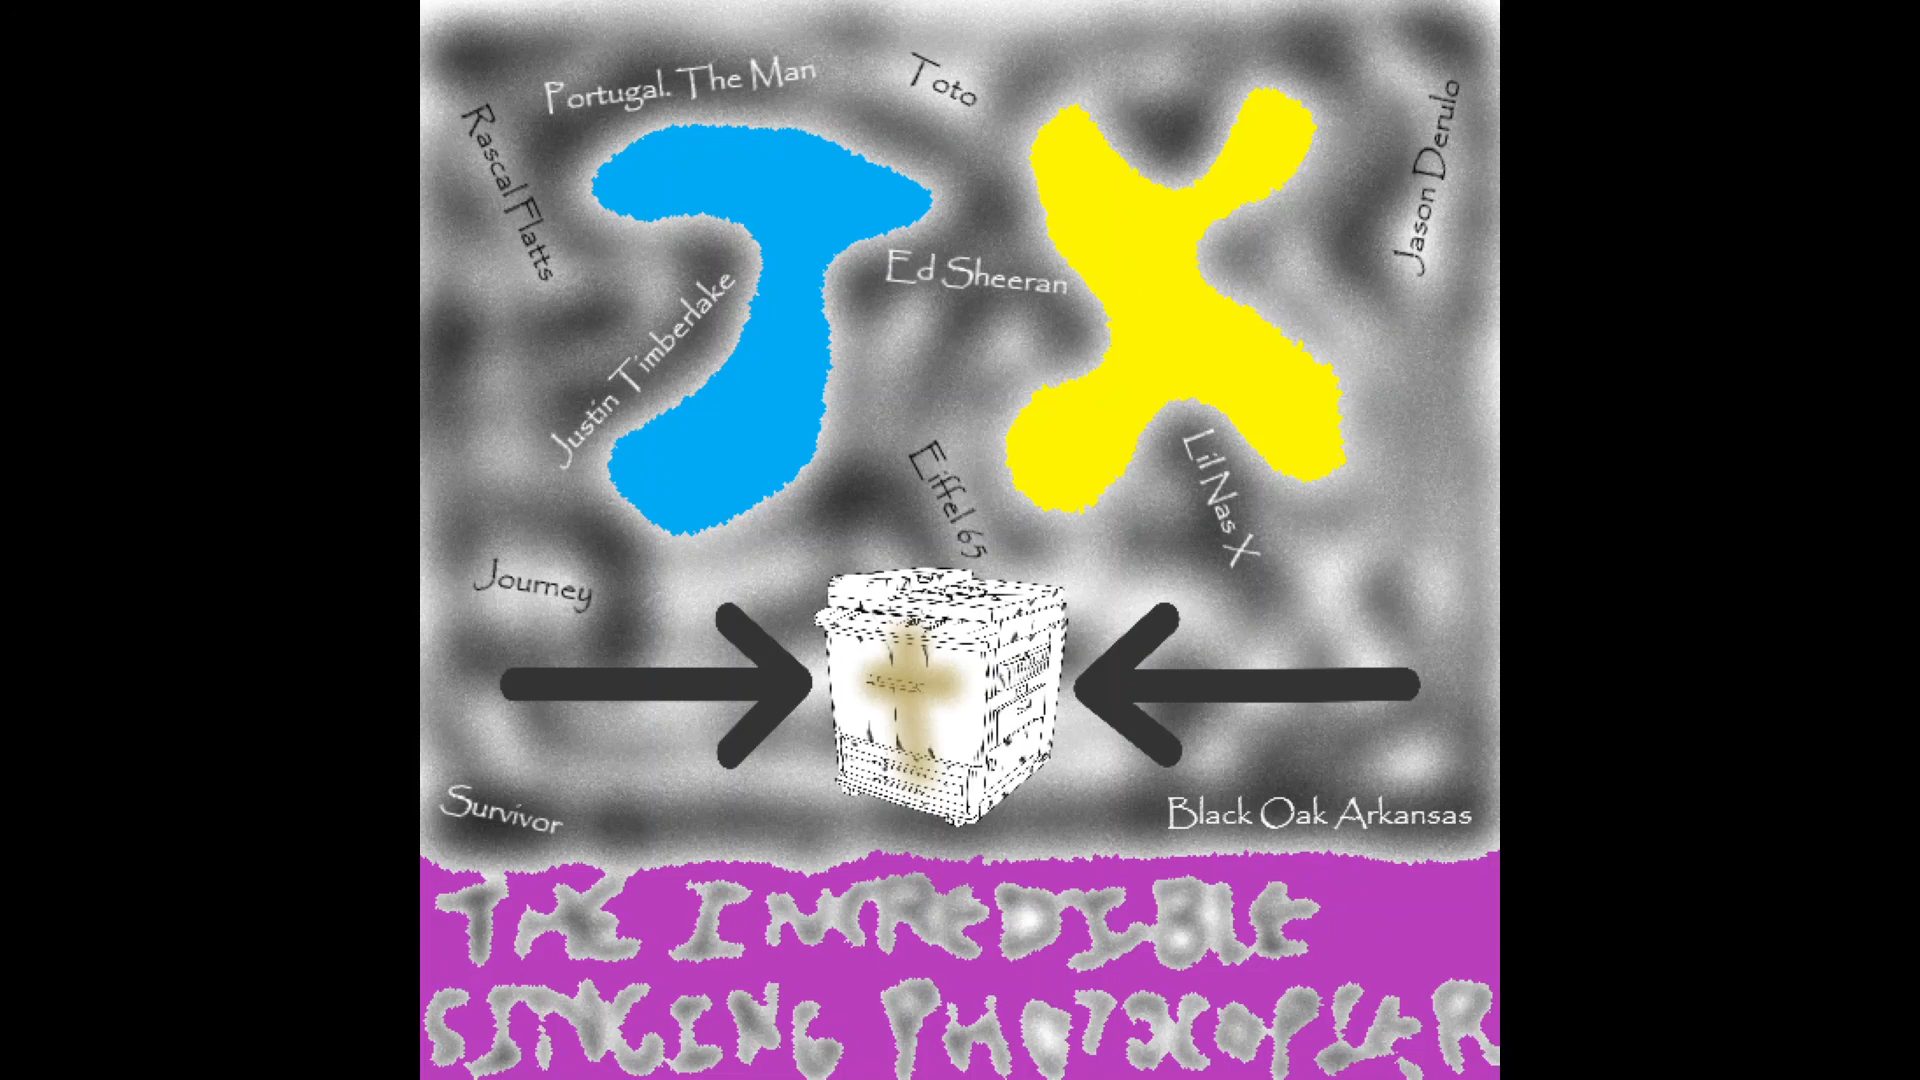 Portugal. The Man
Toto
Rascal Flatts
Jason Derulo
J X
Ed Sheeran
Justin Timberlake
Eiffel 65
Lil Nas X
Journey
Survivor
Black Oak Arkansas
THE INCREDIBLE
SINGING PHOTOCOPIER